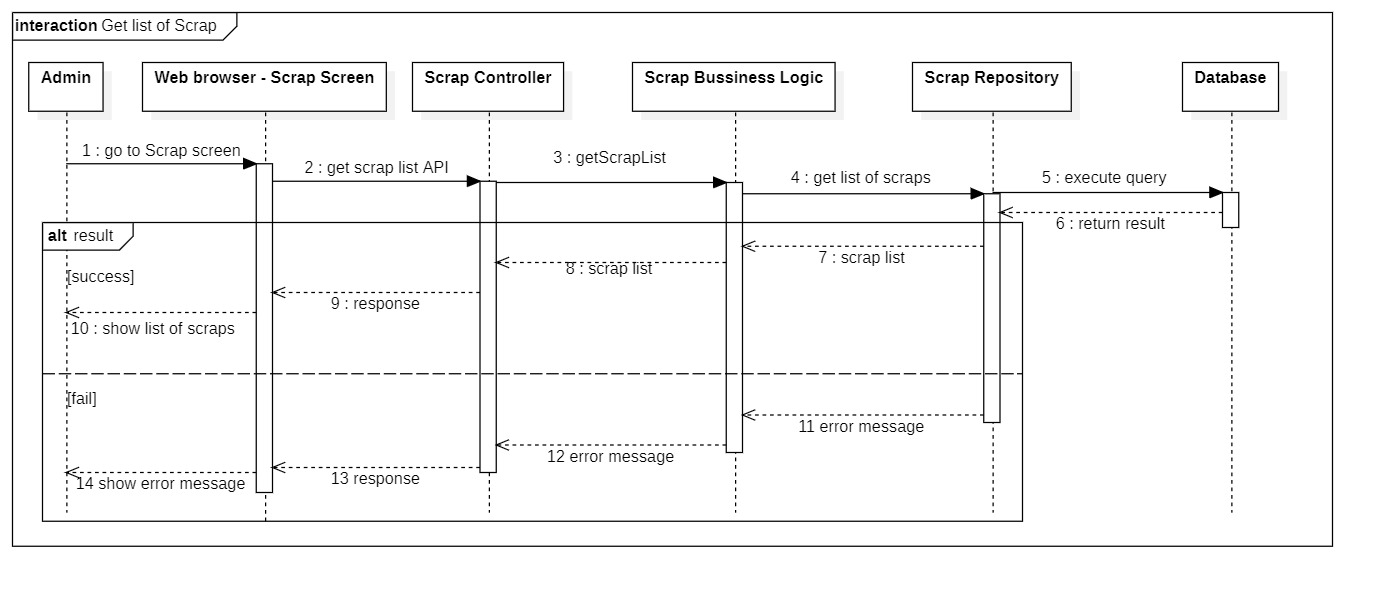 interaction Get list of Scrap
Admin
Web browser - Scrap Screen
Scrap Controller
Scrap Bussiness Logic
Scrap Repository
Database
1 : go to Scrap screen
2 : get scrap list API
3 : getScrapList
4 : get list of scraps
5 : execute query
6 : return result
alt result
[success]
7 : scrap list
8 : scrap list
9 : response
10 : show list of scraps
[fail]
11 error message
12 error message
13 response
14 show error message